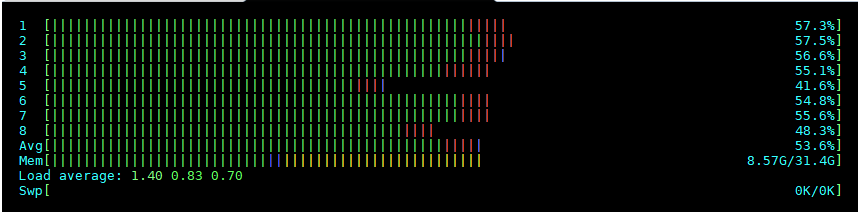 1 [ 57.3%]
2 [ 57.5%]
3 [ 56.6%]
4 [ 55.1%]
5 [ 41.6%]
6 [ 54.8%]
7 [ 55.6%]
8 [ 48.3%]
Avg[ 53.6%]
Mem[ 8.57G/31.4G]
Load average: 1.40 0.83 0.70
Swp[ 0K/0K]